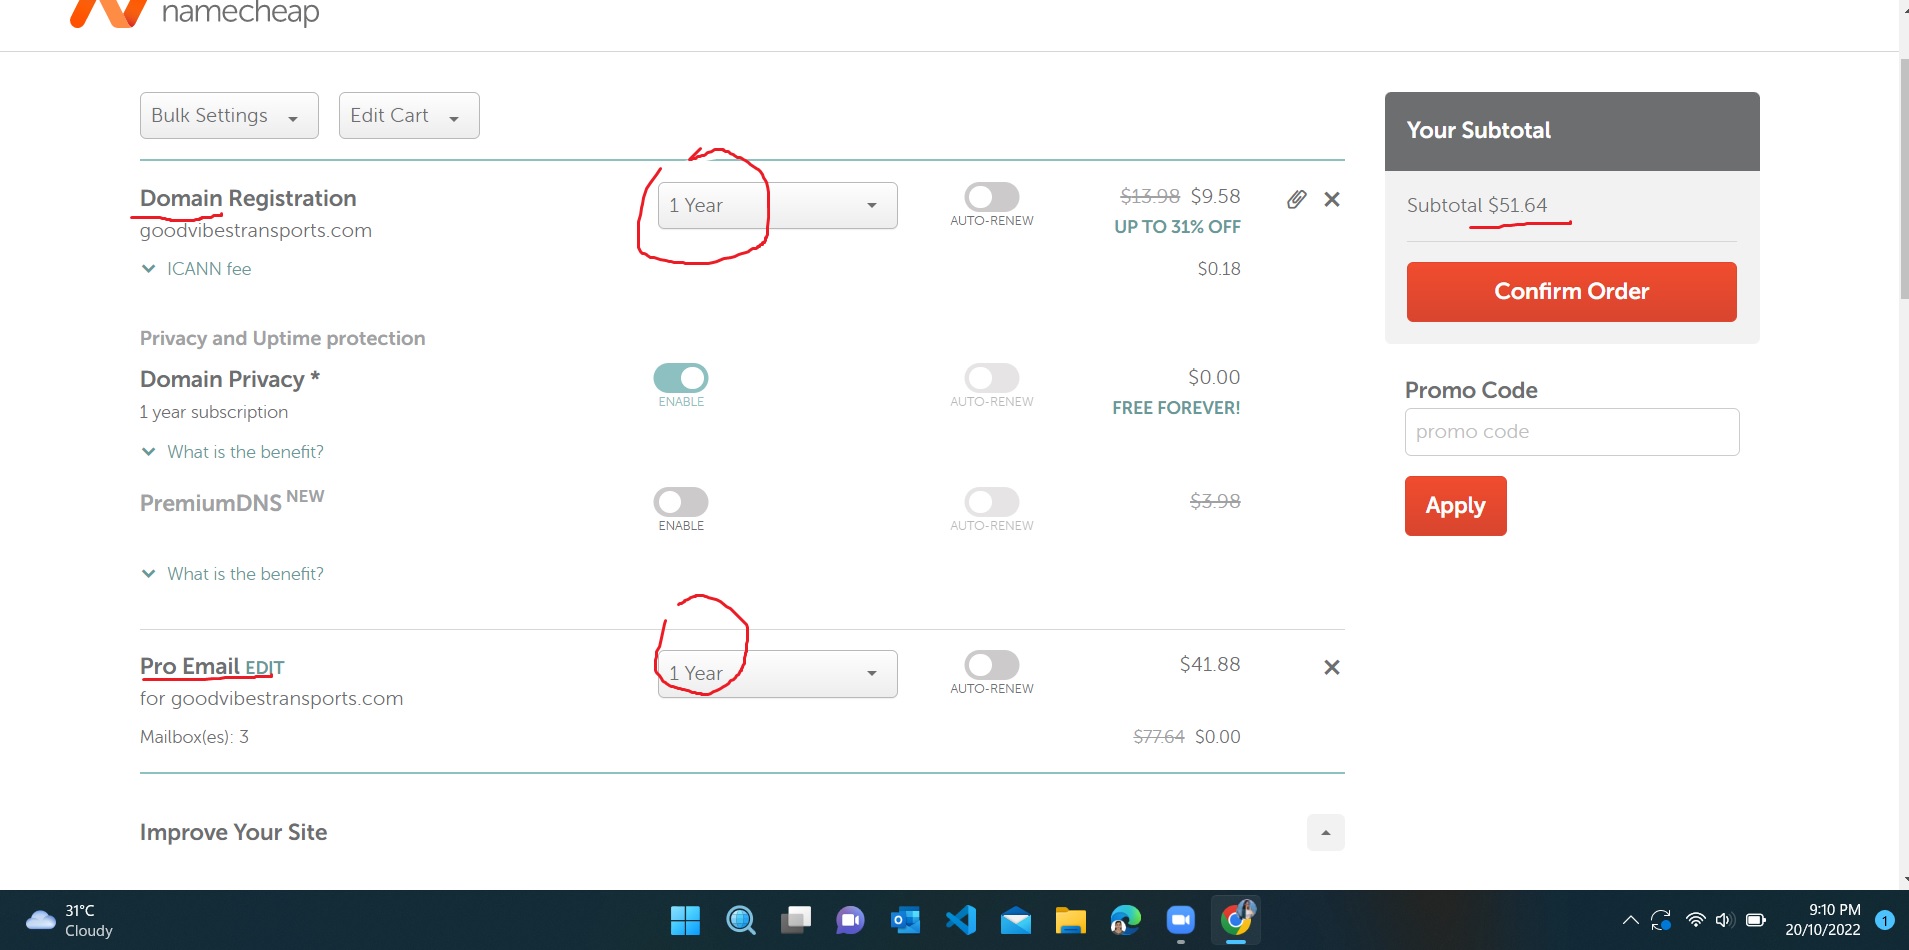 namecheap
Bulk Settings
Edit Cart
Domain Registration
goodvibestransports.com
ICANN fee
1 Year
AUTO-RENEW
$13.98 $9.58
UP TO 31% OFF
$0.18
Privacy and Uptime protection
Domain Privacy *
1 year subscription
What is the benefit?
ENABLE
AUTO-RENEW
$0.00
FREE FOREVER!
PremiumDNS NEW
ENABLE
AUTO-RENEW
$3.98
What is the benefit?
Pro Email EDIT
for goodvibestransports.com
Mailbox(es): 3
1 Year
AUTO-RENEW
$41.88
$77.64 $0.00
Improve Your Site
Your Subtotal
Subtotal $51.64
Confirm Order
Promo Code
promo code
Apply
31°C
Cloudy
9:10 PM
20/10/2022
1